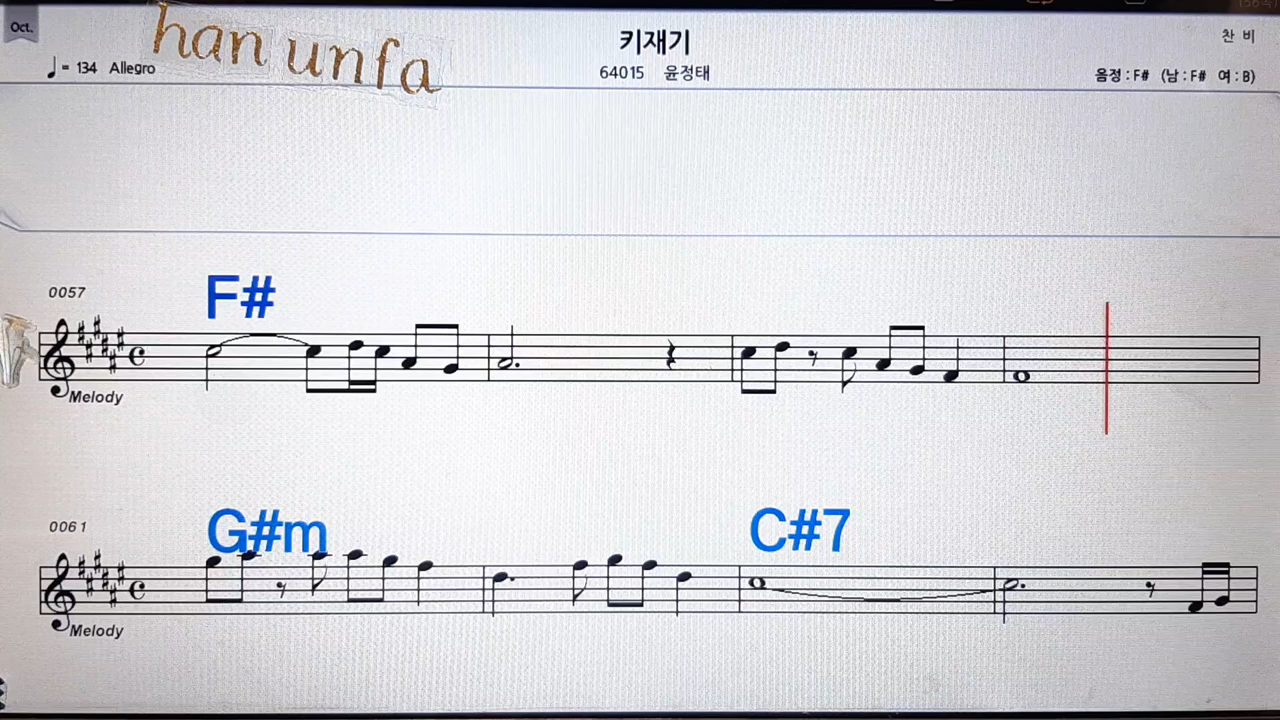 Oct.
han unfa
키재기
찬 비
♩= 134 Allegro
64015 윤정태
음정 : F# (남 : F# 여 : B)
0057
F#
Melody
0061
G#m
C#7
Melody